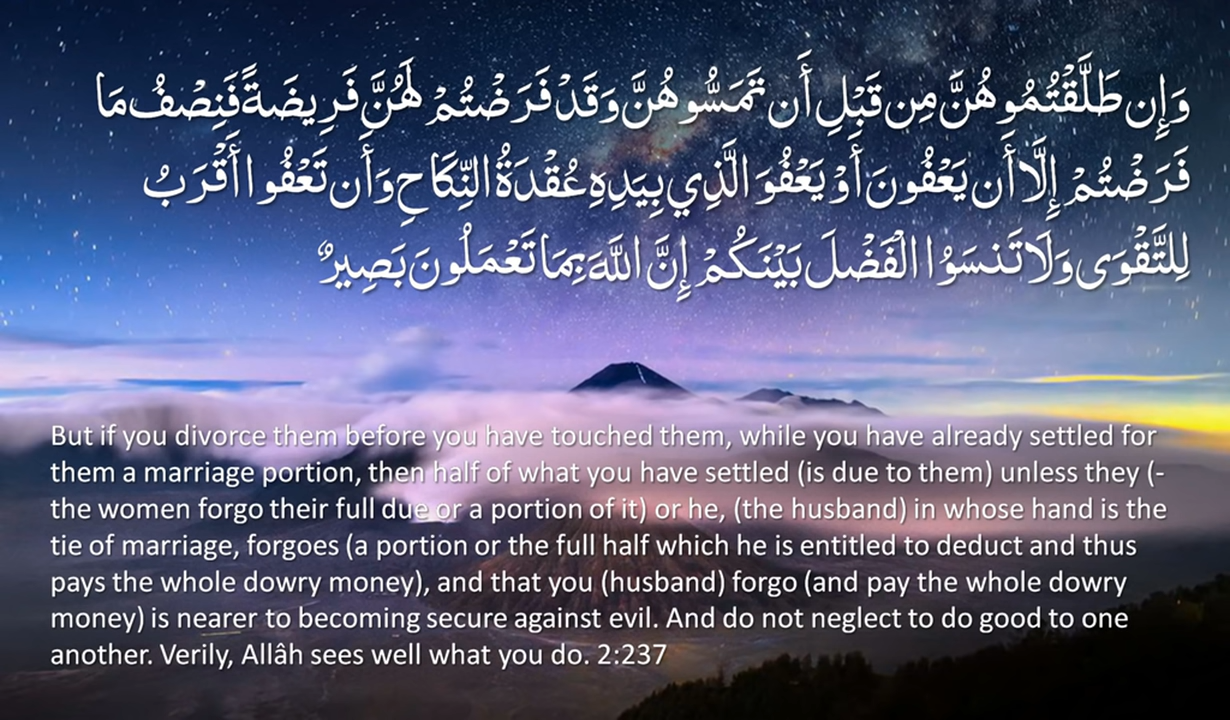 وَإِن طَلَّقْتُمُوهُنَّ مِن قَبْلِ أَن تَمَسُّوهُنَّ وَقَدْ فَرَضْتُمْ لَهُنَّ فَرِيضَةً فَنِصْفُ مَا
فَرَضْتُمْ إِلَّا أَن يَعْفُونَ أَوْ يَعْفُوَ الَّذِي بِيَدِهِ عُقْدَةُ النِّكَاحِ وَأَن تَعْفُوا أَقْرَبُ
لِلتَّقْوَى وَلَا تَنسَوُا الْفَضْلَ بَيْنَكُمْ إِنَّ اللَّهَ بِمَا تَعْمَلُونَ بَصِيرٌ
But if you divorce them before you have touched them, while you have already settled for
them a marriage portion, then half of what you have settled (is due to them) unless they (-
the women forgo their full due or a portion of it) or he, (the husband) in whose hand is the
tie of marriage, forgoes (a portion or the full half which he is entitled to deduct and thus
pays the whole dowry money), and that you (husband) forgo (and pay the whole dowry
money) is nearer to becoming secure against evil. And do not neglect to do good to one
another. Verily, Allâh sees well what you do. 2:237